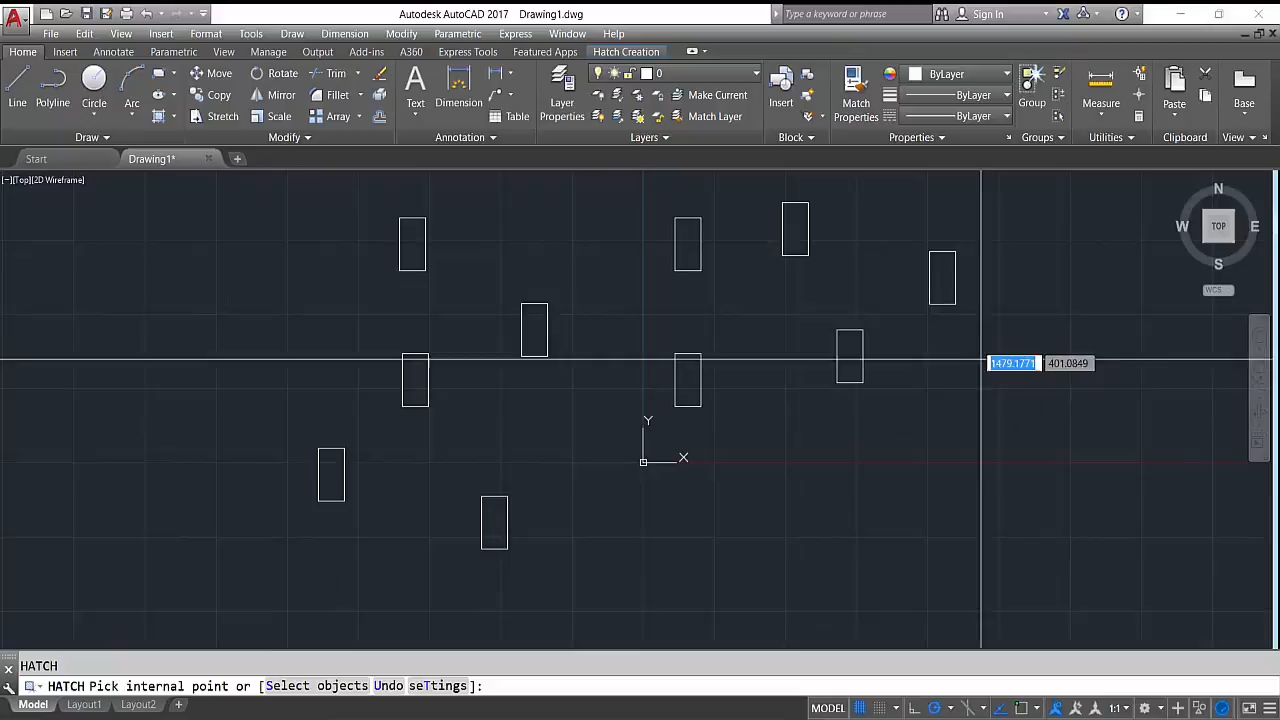 A Autodesk AutoCAD 2017 Drawing1.dwg Type a keyword or phrase Sign In
File Edit View Insert Format Tools Draw Dimension Modify Parametric Express Window Help
Home Insert Annotate Parametric View Manage Output Add-ins A360 Express Tools Featured Apps Hatch Creation
Move Rotate Trim 0 ByLayer
Copy Mirror Fillet Make Current ByLayer
Line Polyline Circle Arc Text Dimension Layer Properties Insert Match Properties Group Measure Paste Base
Stretch Scale Array Table Match Layer ByLayer
Draw Modify Annotation Layers Block Properties Groups Utilities Clipboard View
Start Drawing1*
[−][Top][2D Wireframe]
N
W TOP E
S
WCS
1479.1771 401.0849
Y
X
HATCH
HATCH Pick internal point or [Select objects Undo seTtings]:
Model Layout1 Layout2 MODEL 1:1